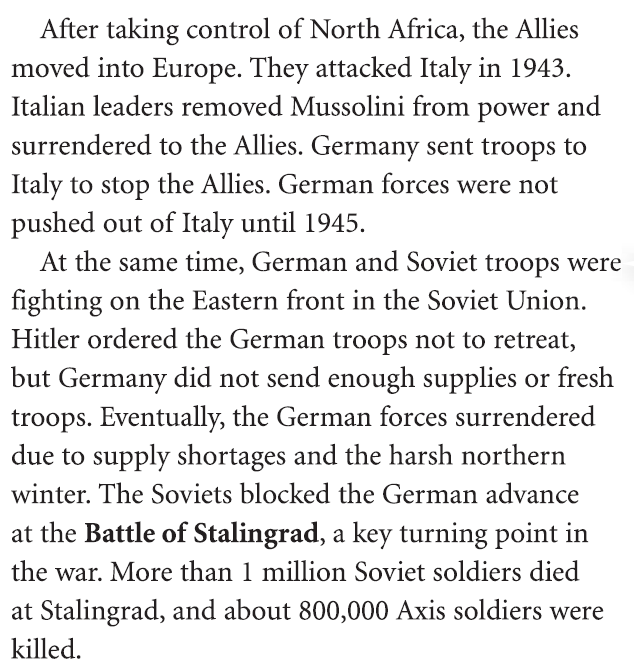 After taking control of North Africa, the Allies
moved into Europe. They attacked Italy in 1943.
Italian leaders removed Mussolini from power and
surrendered to the Allies. Germany sent troops to
Italy to stop the Allies. German forces were not
pushed out of Italy until 1945.
At the same time, German and Soviet troops were
fighting on the Eastern front in the Soviet Union.
Hitler ordered the German troops not to retreat,
but Germany did not send enough supplies or fresh
troops. Eventually, the German forces surrendered
due to supply shortages and the harsh northern
winter. The Soviets blocked the German advance
at the Battle of Stalingrad, a key turning point in
the war. More than 1 million Soviet soldiers died
at Stalingrad, and about 800,000 Axis soldiers were
killed.